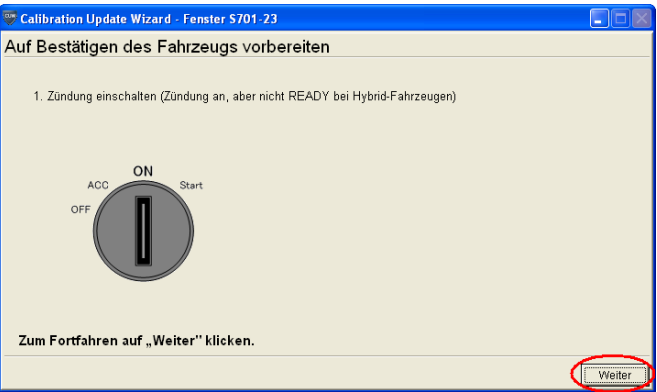 Calibration Update Wizard - Fenster S701-23
Auf Bestätigen des Fahrzeugs vorbereiten
1. Zündung einschalten (Zündung an, aber nicht READY bei Hybrid-Fahrzeugen)
ON
ACC
Start
OFF
Zum Fortfahren auf „Weiter" klicken.
Weiter